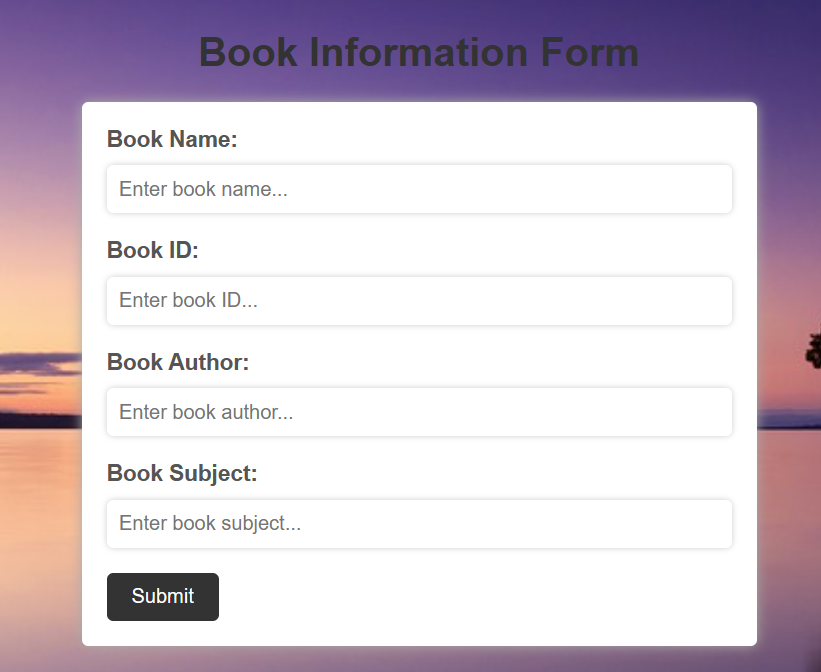 Book Information Form
Book Name:
Enter book name...
Book ID:
Enter book ID...
Book Author:
Enter book author...
Book Subject:
Enter book subject...
Submit